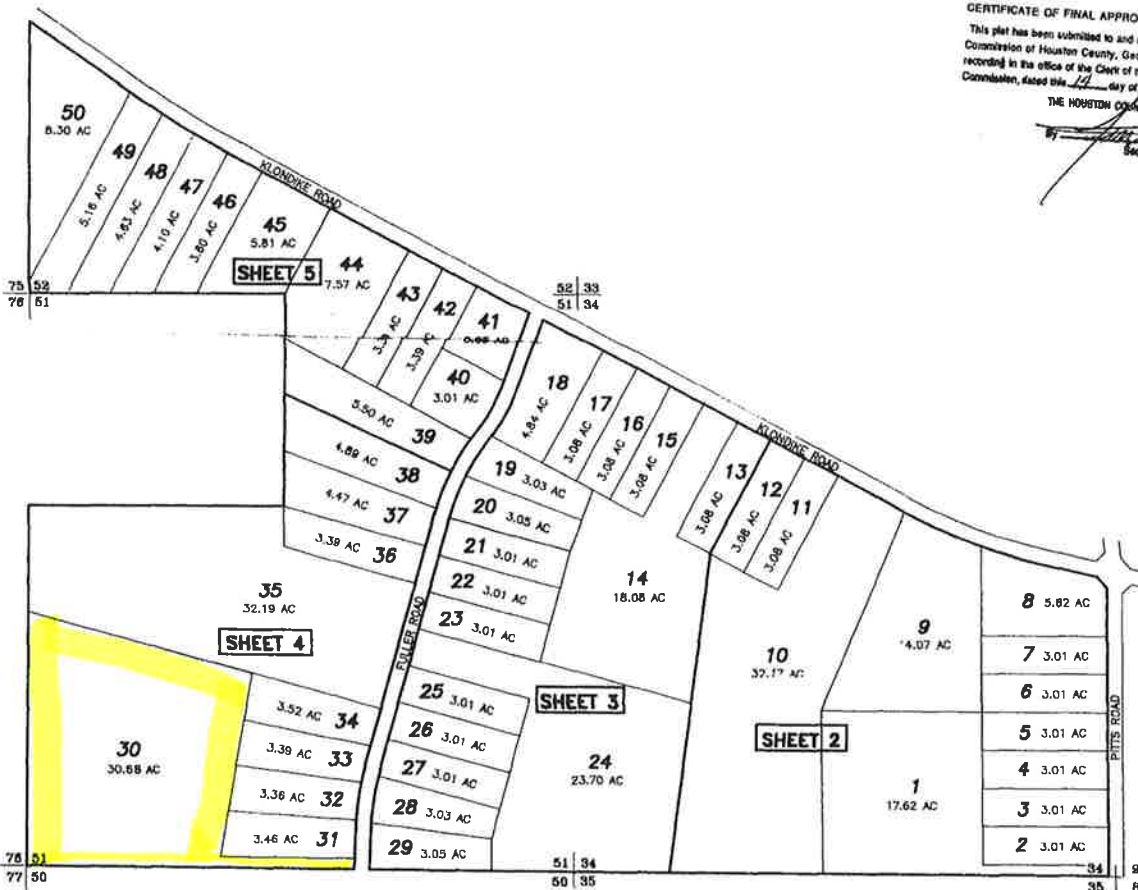 CERTIFICATE OF FINAL APPRO
This plat has been submitted to and
Commission of Houston County, Geo
recording in the office of the Clerk of
Commission, dated this 14 day of
THE HOUSTON COU
By
Sec
50
8.30 AC
49
5.16 AC
48
4.63 AC
47
4.10 AC
46
3.80 AC
45
5.81 AC
KLONDIKE ROAD
SHEET 5
44
7.57 AC
43
AC
42
3.39 AC
41
AC
40
3.01 AC
75 52
76 51
52 33
51 34
5.50 AC 39
4.89 AC 38
4.47 AC 37
3.39 AC 36
18
4.84 AC
17
3.08 AC
16
3.08 AC
15
3.08 AC
KLONDIKE ROAD
13
3.08 AC
12
3.08 AC
11
3.08 AC
19 3.03 AC
20 3.05 AC
21 3.01 AC
22 3.01 AC
23 3.01 AC
14
18.08 AC
35
32.19 AC
SHEET 4
FULLER ROAD
10
32.17 AC
9
4.07 AC
8 5.82 AC
7 3.01 AC
6 3.01 AC
5 3.01 AC
4 3.01 AC
3 3.01 AC
2 3.01 AC
PITTS ROAD
25 3.01 AC
26 3.01 AC
27 3.01 AC
28 3.03 AC
29 3.05 AC
SHEET 3
24
23.70 AC
SHEET 2
1
17.62 AC
3.52 AC 34
3.39 AC 33
3.36 AC 32
3.46 AC 31
30
30.68 AC
76 51
77 50
51 34
50 35
34 9
35 8